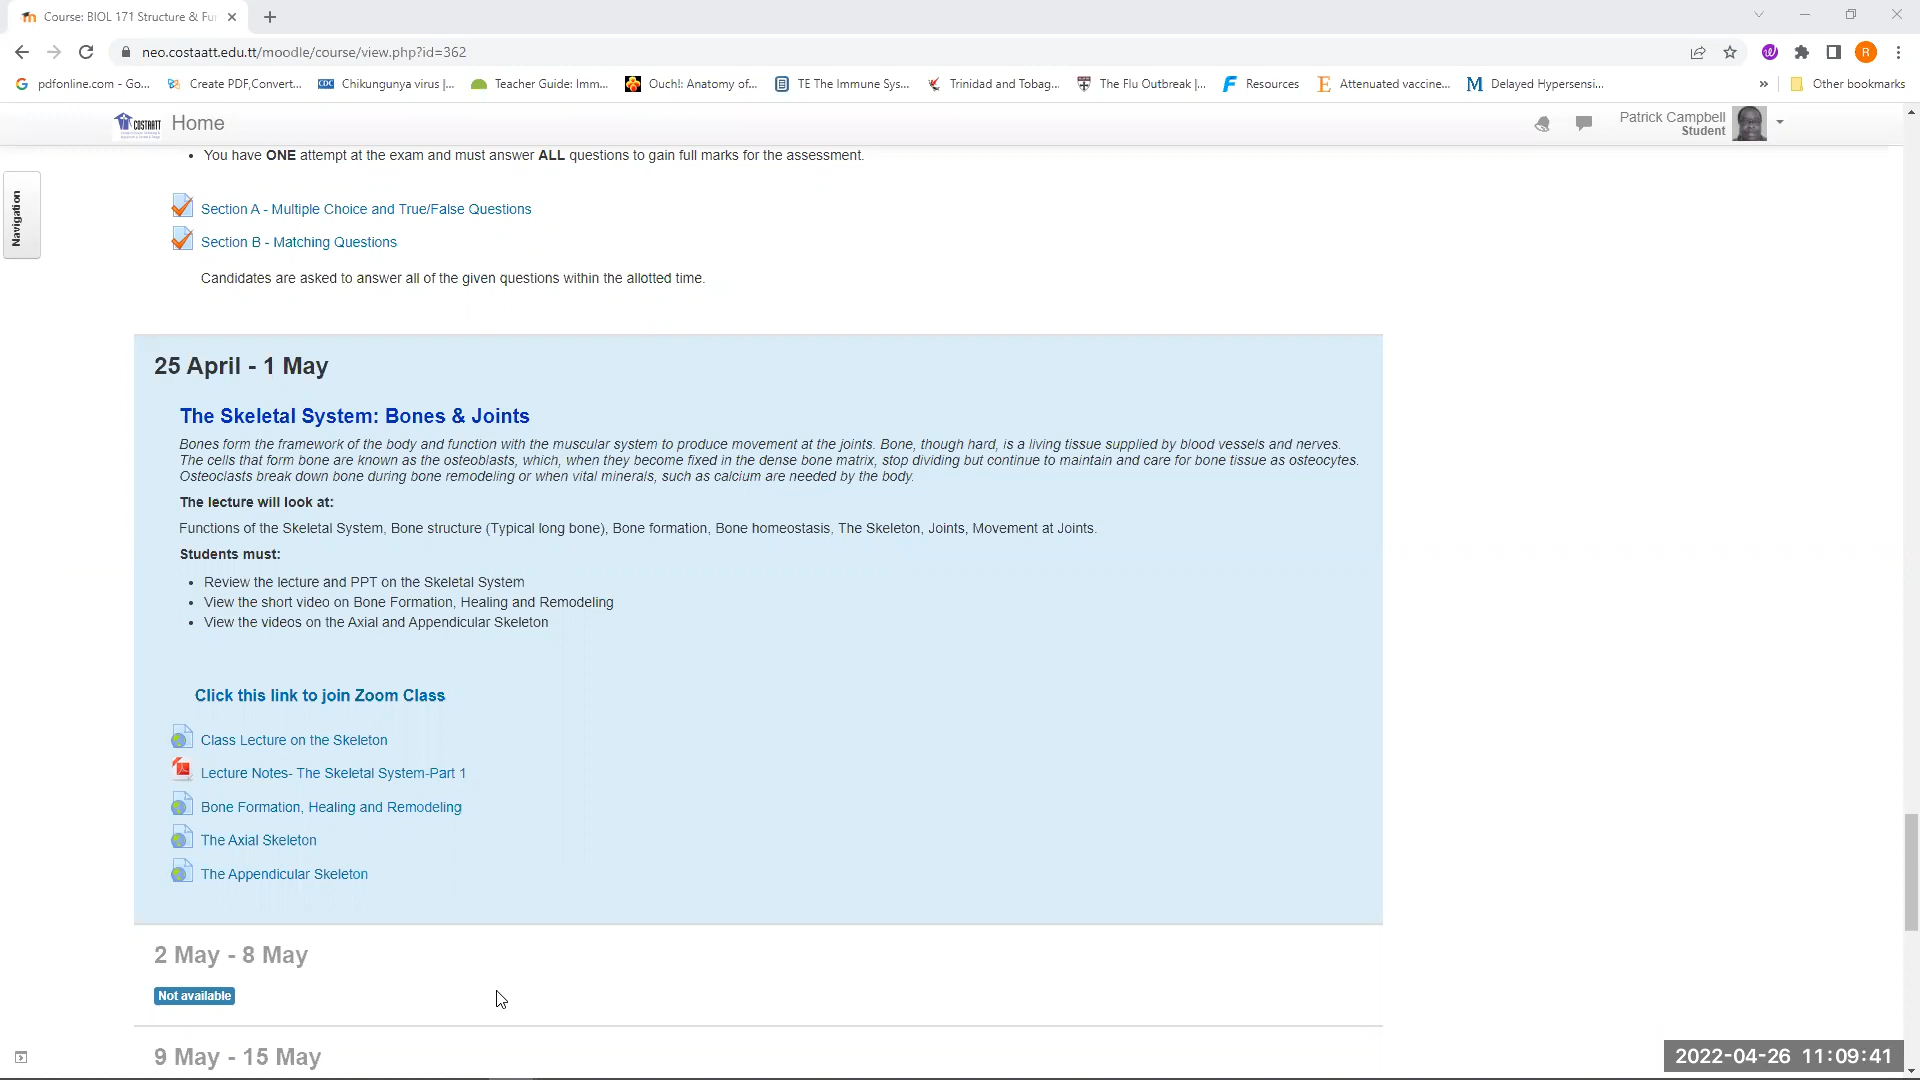 Course: BIOL 171 Structure & Fu
neo.costaatt.edu.tt/moodle/course/view.php?id=362
R
pdfonline.com - Go...
Create PDF,Convert...
CDC
Chikungunya virus |...
Teacher Guide: Imm...
Ouch!: Anatomy of...
TE The Immune Sys...
Trinidad and Tobag...
The Flu Outbreak |...
Resources
Attenuated vaccine...
Delayed Hypersensi...
»
Other bookmarks
COSTAATT
Home
Patrick Campbell
Student
Navigation
• You have ONE attempt at the exam and must answer ALL questions to gain full marks for the assessment.
Section A - Multiple Choice and True/False Questions
Section B - Matching Questions
Candidates are asked to answer all of the given questions within the allotted time.
25 April - 1 May
The Skeletal System: Bones & Joints
Bones form the framework of the body and function with the muscular system to produce movement at the joints. Bone, though hard, is a living tissue supplied by blood vessels and nerves.
The cells that form bone are known as the osteoblasts, which, when they become fixed in the dense bone matrix, stop dividing but continue to maintain and care for bone tissue as osteocytes.
Osteoclasts break down bone during bone remodeling or when vital minerals, such as calcium are needed by the body.
The lecture will look at:
Functions of the Skeletal System, Bone structure (Typical long bone), Bone formation, Bone homeostasis, The Skeleton, Joints, Movement at Joints.
Students must:
• Review the lecture and PPT on the Skeletal System
• View the short video on Bone Formation, Healing and Remodeling
• View the videos on the Axial and Appendicular Skeleton
Click this link to join Zoom Class
Class Lecture on the Skeleton
Lecture Notes- The Skeletal System-Part 1
Bone Formation, Healing and Remodeling
The Axial Skeleton
The Appendicular Skeleton
2 May - 8 May
Not available
9 May - 15 May
2022-04-26 11:09:41